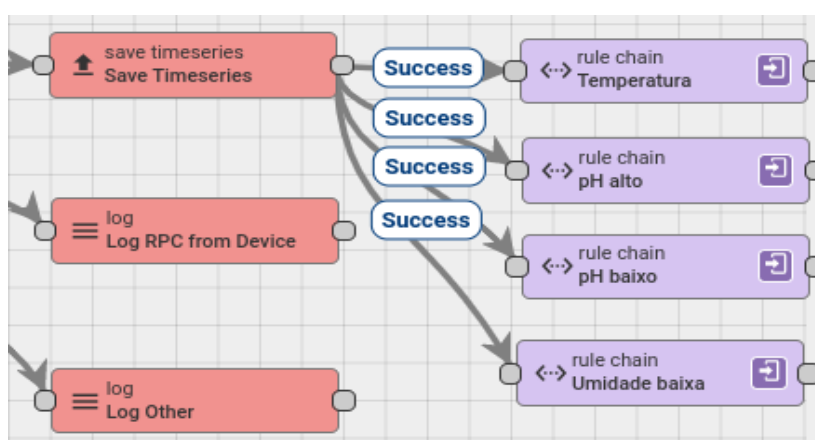 save timeseries
Save Timeseries
Success
rule chain
Temperatura
Success
rule chain
pH alto
Success
log
Log RPC from Device
Success
rule chain
pH baixo
rule chain
Umidade baixa
log
Log Other